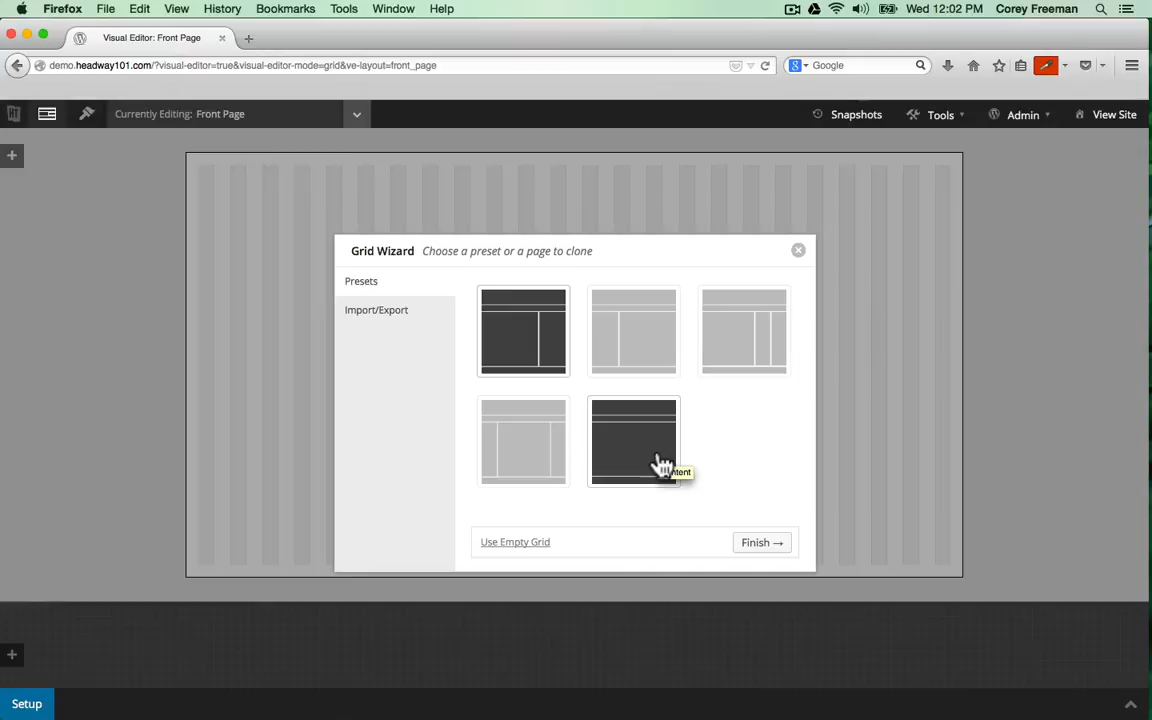 Firefox File Edit View History Bookmarks Tools Window Help Wed 12:02 PM Corey Freeman
Visual Editor: Front Page
demo.headway101.com/?visual-editor=true&visual-editor-mode=grid&ve-layout=front_page Google
Currently Editing: Front Page Snapshots Tools Admin View Site
Grid Wizard Choose a preset or a page to clone
Presets
Import/Export
Use Empty Grid Finish →
Setup